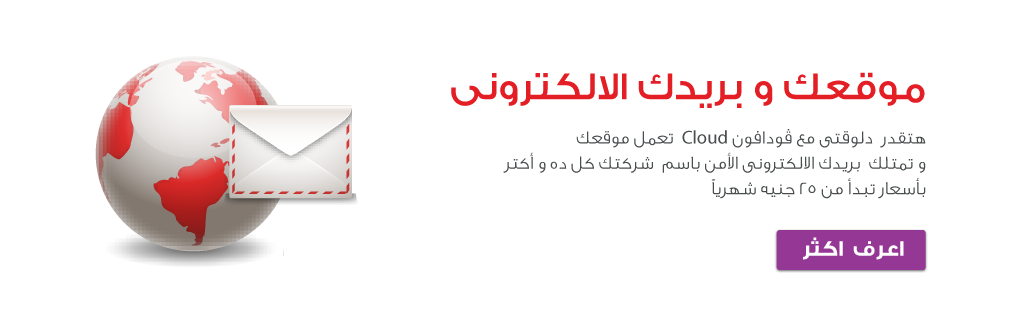 موقعك و بريدك الالكترونى
هتقدر دلوقتى مع ڤودافون Cloud تعمل موقعك
و تمتلك بريدك الالكترونى الأمن باسم شركتك كل ده و أكتر
بأسعار تبدأ من ٢٥ جنيه شهرياً
اعرف اكثر